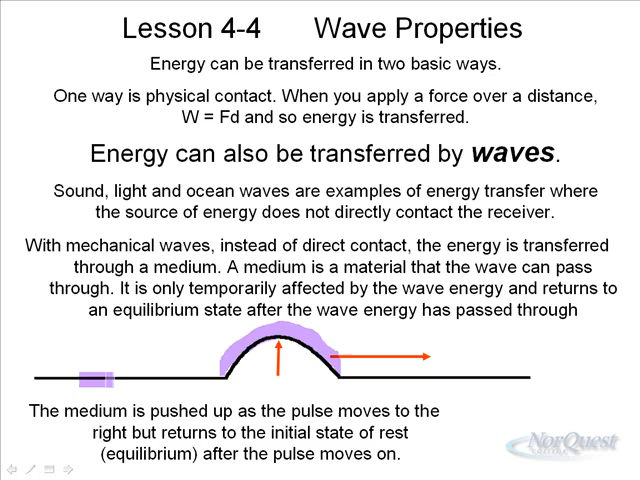 Lesson 4-4 Wave Properties
Energy can be transferred in two basic ways.
One way is physical contact. When you apply a force over a distance,
W = Fd and so energy is transferred.
Energy can also be transferred by waves.
Sound, light and ocean waves are examples of energy transfer where
the source of energy does not directly contact the receiver.
With mechanical waves, instead of direct contact, the energy is transferred
through a medium. A medium is a material that the wave can pass
through. It is only temporarily affected by the wave energy and returns to
an equilibrium state after the wave energy has passed through
The medium is pushed up as the pulse moves to the
right but returns to the initial state of rest
(equilibrium) after the pulse moves on.
NorQuest
COLLEGE